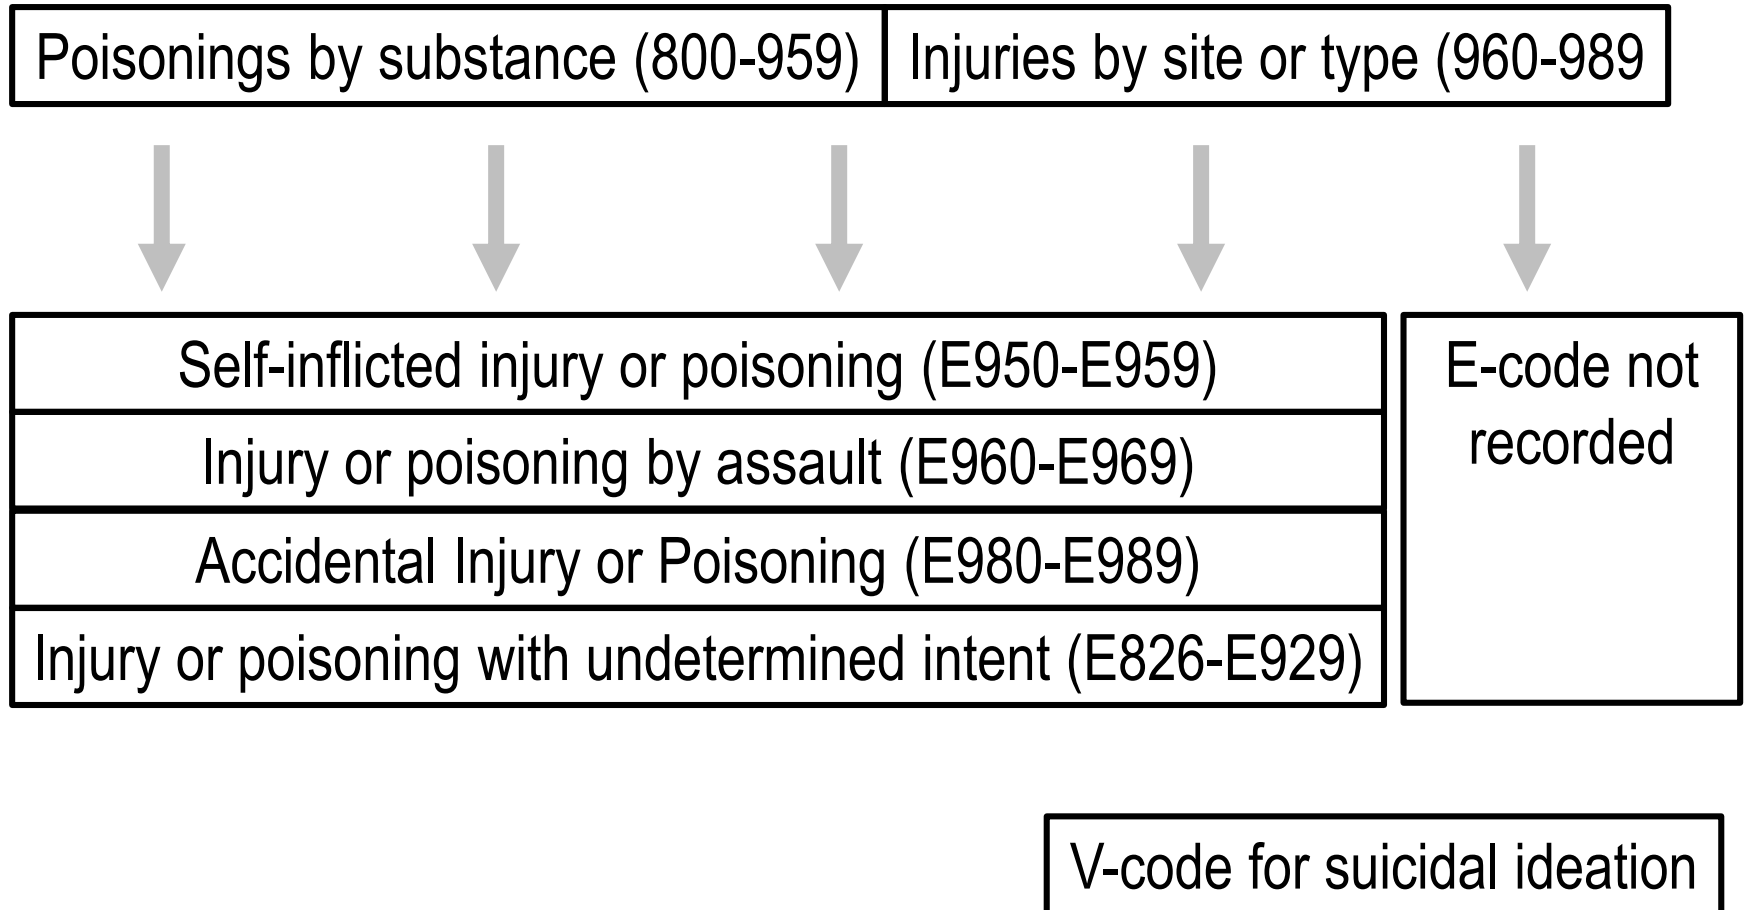 Poisonings by substance (800-959)
Injuries by site or type (960-989
Self-inflicted injury or poisoning (E950-E959)
Injury or poisoning by assault (E960-E969)
Accidental Injury or Poisoning (E980-E989)
Injury or poisoning with undetermined intent (E826-E929)
E-code not
recorded
V-code for suicidal ideation